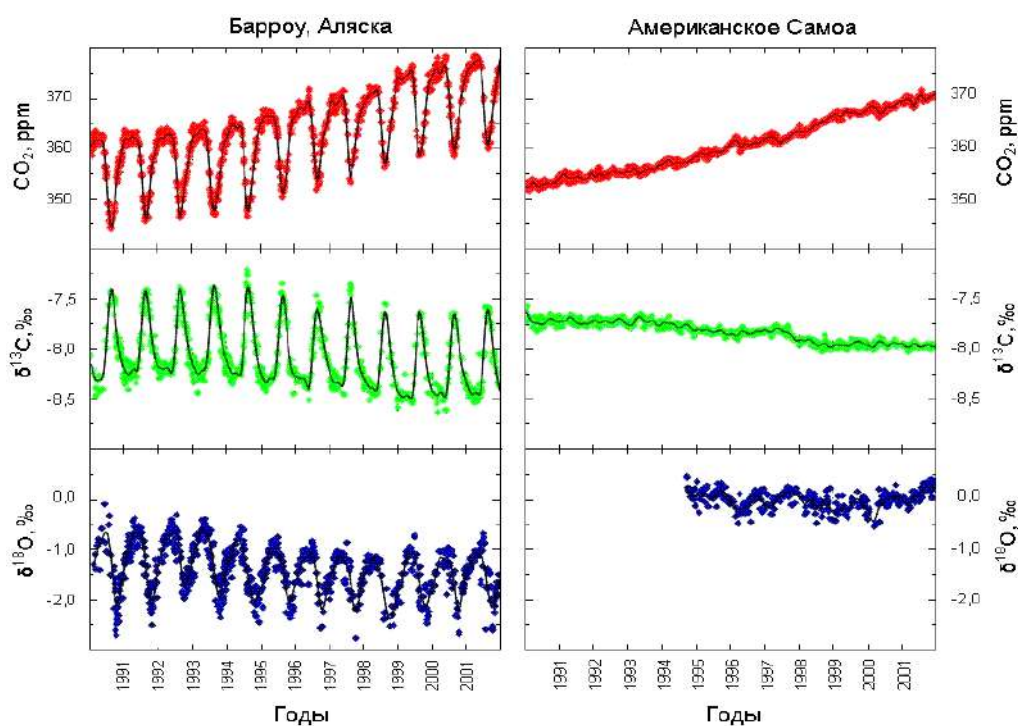 Барроу, Аляска
Американское Самоа
CO₂, ppm
370
360
350
370
360
350
CO₂, ppm
δ¹³C, ‰
-7,5
-8,0
-8,5
-7,5
-8,0
-8,5
δ¹³C, ‰
δ¹⁸O, ‰
0,0
-1,0
-2,0
0,0
-1,0
-2,0
δ¹⁸O, ‰
1991 1992 1993 1994 1995 1996 1997 1998 1999 2000 2001
1991 1992 1993 1994 1995 1996 1997 1998 1999 2000 2001
Годы
Годы